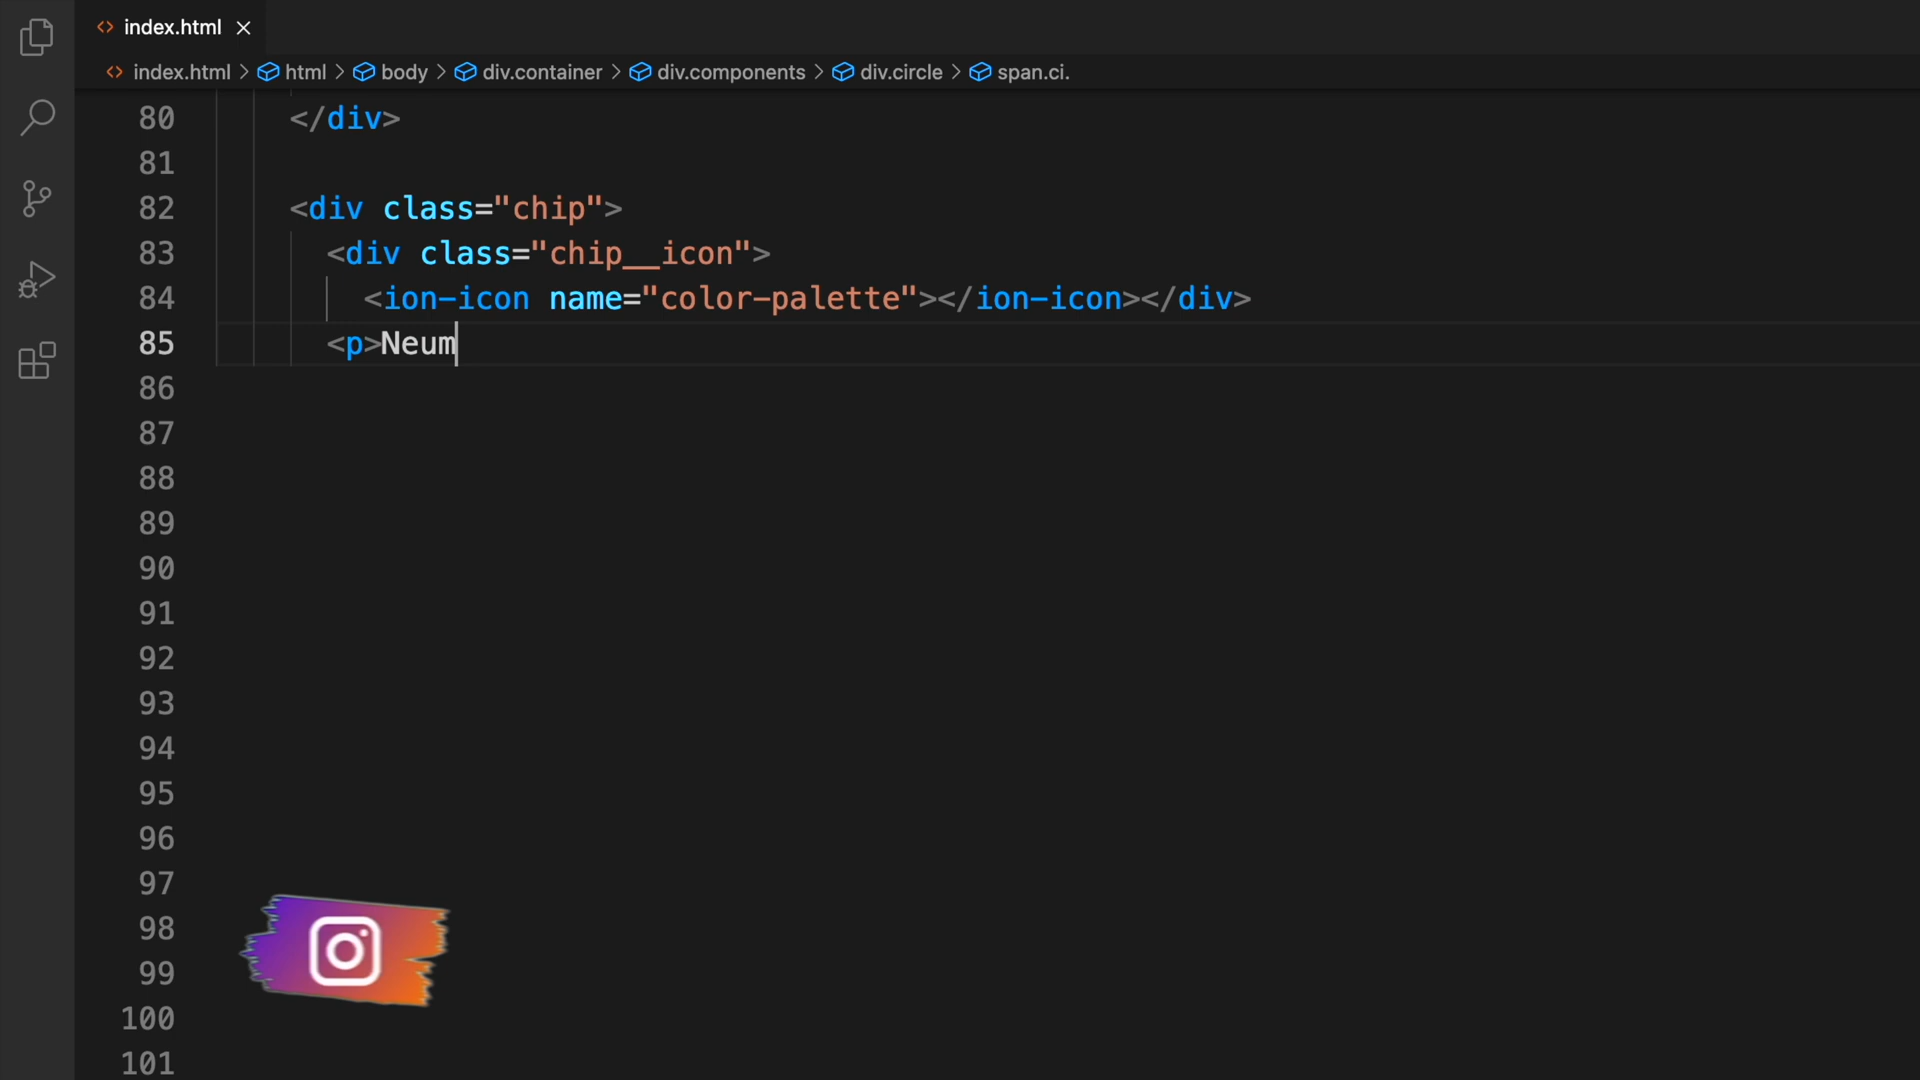 index.html
index.html > html > body > div.container > div.components > div.circle > span.ci.
80 </div>
81
82 <div class="chip">
83 <div class="chip__icon">
84 <ion-icon name="color-palette"></ion-icon></div>
85 <p>Neum
86
87
88
89
90
91
92
93
94
95
96
97
98
99
100
101